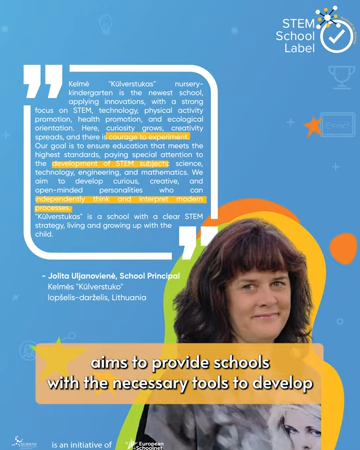 STEM
School
Label
Kelmė "Kūlverstukas" nursery-
kindergarten is the newest school,
applying innovations, with a strong
focus on STEM, technology, physical activity
promotion, health promotion, and ecological
orientation. Here, curiosity grows, creativity
spreads, and there is courage to experiment.
Our goal is to ensure education that meets the
highest standards, paying special attention to
the development of STEM subjects: science,
technology, engineering, and mathematics. We
aim to develop curious, creative, and
open-minded personalities who can
independently think and interpret modern
processes.
"Kūlverstukas" is a school with a clear STEM
strategy, living and growing up with the
child.
- Jolita Uljanovienė, School Principal
Kelmės "Kūlverstuko"
lopšelis-darželis, Lithuania
aims to provide schools
with the necessary tools to develop
is an initiative of
European
Schoolnet